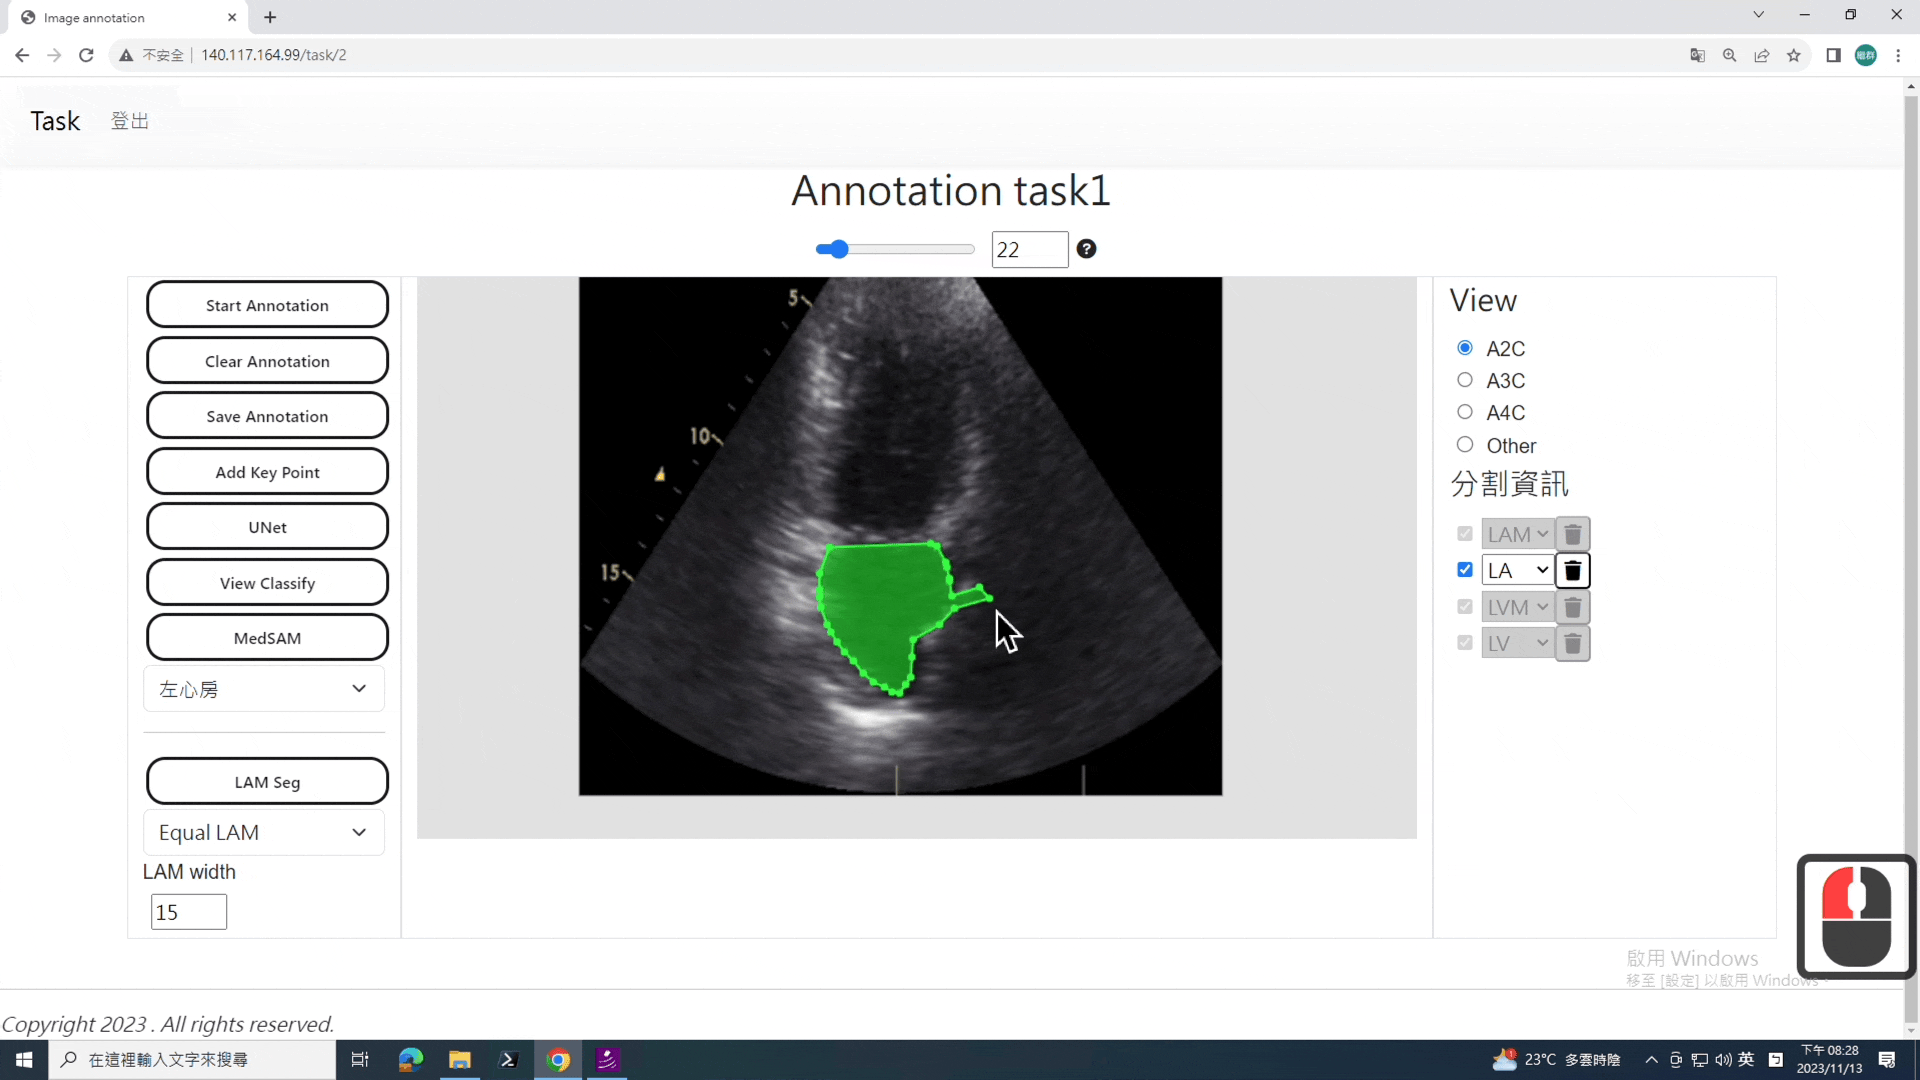 Image annotation
不安全 140.117.164.99/task/2
Task 登出
Annotation task1
22
Start Annotation
Clear Annotation
Save Annotation
Add Key Point
UNet
View Classify
MedSAM
左心房
LAM Seg
Equal LAM
LAM width
15
5
10
15
View
A2C
A3C
A4C
Other
分割資訊
LAM
LA
LVM
LV
啟用 Windows
移至 [設定] 以啟用 Windows。
Copyright 2023 . All rights reserved.
在這裡輸入文字來搜尋
23°C 多雲時陰
英
下午 08:28
2023/11/13